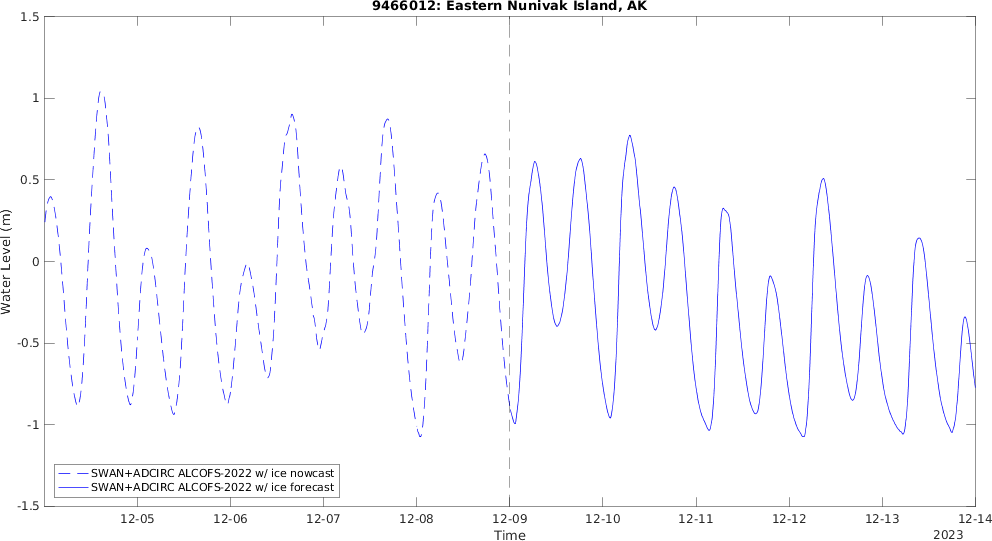 9466012: Eastern Nunivak Island, AK
1.5
1
0.5
0
-0.5
-1
-1.5
Water Level (m)
SWAN+ADCIRC ALCOFS-2022 w/ ice nowcast
SWAN+ADCIRC ALCOFS-2022 w/ ice forecast
12-05 12-06 12-07 12-08 12-09 12-10 12-11 12-12 12-13 12-14
Time
2023